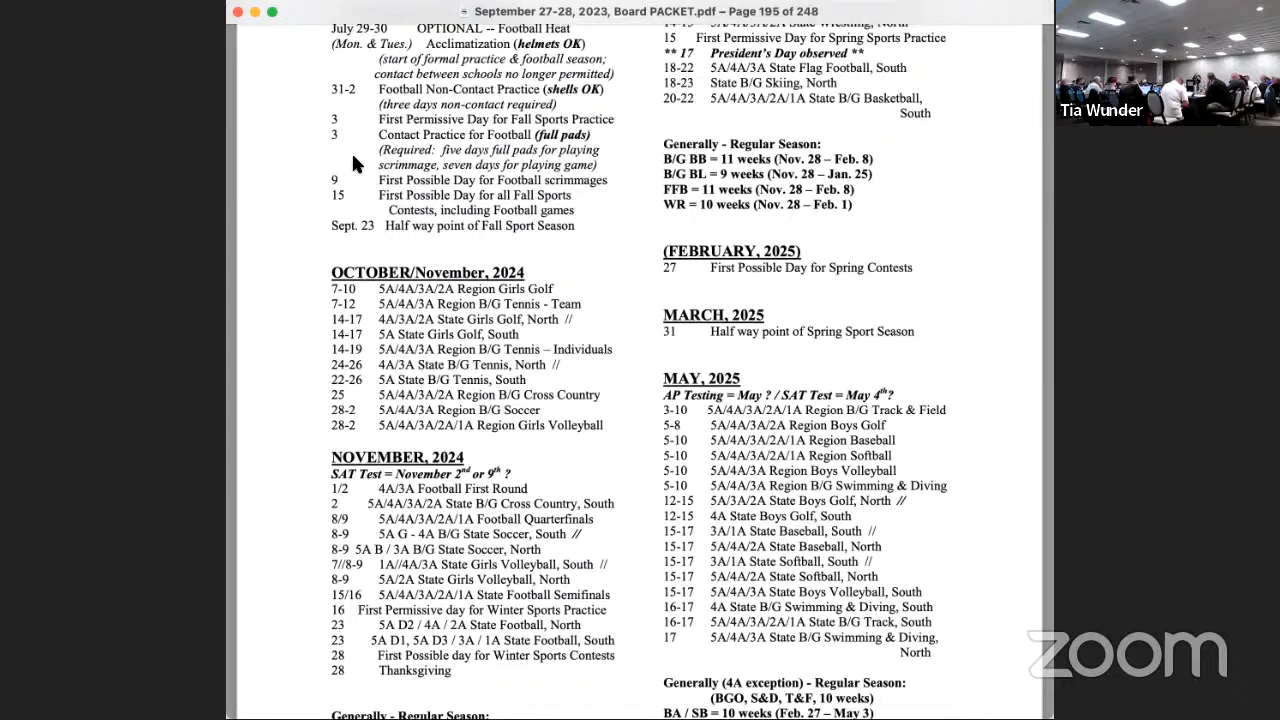 September 27-28, 2023, Board PACKET.pdf – Page 195 of 248
July 29-30 OPTIONAL -- Football Heat
(Mon. & Tues.) Acclimatization (helmets OK)
(start of formal practice & football season;
contact between schools no longer permitted)
31-2 Football Non-Contact Practice (shells OK)
(three days non-contact required)
3 First Permissive Day for Fall Sports Practice
3 Contact Practice for Football (full pads)
(Required: five days full pads for playing
scrimmage, seven days for playing game)
9 First Possible Day for Football scrimmages
15 First Possible Day for all Fall Sports
Contests, including Football games
Sept. 23 Half way point of Fall Sport Season
OCTOBER/November, 2024
7-10 5A/4A/3A/2A Region Girls Golf
7-12 5A/4A/3A Region B/G Tennis - Team
14-17 4A/3A/2A State Girls Golf, North //
14-17 5A State Girls Golf, South
14-19 5A/4A/3A Region B/G Tennis – Individuals
24-26 4A/3A State B/G Tennis, North //
22-26 5A State B/G Tennis, South
25 5A/4A/3A/2A Region B/G Cross Country
28-2 5A/4A/3A Region B/G Soccer
28-2 5A/4A/3A/2A/1A Region Girls Volleyball
NOVEMBER, 2024
SAT Test = November 2nd or 9th ?
1/2 4A/3A Football First Round
2 5A/4A/3A/2A State B/G Cross Country, South
8/9 5A/4A/3A/2A/1A Football Quarterfinals
8-9 5A G - 4A B/G State Soccer, South //
8-9 5A B / 3A B/G State Soccer, North
7//8-9 1A//4A/3A State Girls Volleyball, South //
8-9 5A/2A State Girls Volleyball, North
15/16 5A/4A/3A/2A/1A State Football Semifinals
16 First Permissive day for Winter Sports Practice
23 5A D2 / 4A / 2A State Football, North
23 5A D1, 5A D3 / 3A / 1A State Football, South
28 First Possible day for Winter Sports Contests
28 Thanksgiving
Generally - Regular Season:
14-15 State Wrestling, North
15 First Permissive Day for Spring Sports Practice
** 17 President's Day observed **
18-22 5A/4A/3A State Flag Football, South
18-23 State B/G Skiing, North
20-22 5A/4A/3A/2A/1A State B/G Basketball,
South
Generally - Regular Season:
B/G BB = 11 weeks (Nov. 28 – Feb. 8)
B/G BL = 9 weeks (Nov. 28 – Jan. 25)
FFB = 11 weeks (Nov. 28 – Feb. 8)
WR = 10 weeks (Nov. 28 – Feb. 1)
(FEBRUARY, 2025)
27 First Possible Day for Spring Contests
MARCH, 2025
31 Half way point of Spring Sport Season
MAY, 2025
AP Testing = May ? / SAT Test = May 4th?
3-10 5A/4A/3A/2A/1A Region B/G Track & Field
5-8 5A/4A/3A/2A Region Boys Golf
5-10 5A/4A/3A/2A/1A Region Baseball
5-10 5A/4A/3A/2A/1A Region Softball
5-10 5A/4A/3A Region Boys Volleyball
5-10 5A/4A/3A Region B/G Swimming & Diving
12-15 5A/3A/2A State Boys Golf, North //
12-15 4A State Boys Golf, South
15-17 3A/1A State Baseball, South //
15-17 5A/4A/2A State Baseball, North
15-17 3A/1A State Softball, South //
15-17 5A/4A/2A State Softball, North
15-17 5A/4A/3A State Boys Volleyball, South
16-17 4A State B/G Swimming & Diving, South
16-17 5A/4A/3A/2A/1A State B/G Track, South
17 5A/4A/3A State B/G Swimming & Diving,
North
Generally (4A exception) - Regular Season:
(BGO, S&D, T&F, 10 weeks)
BA / SB = 10 weeks (Feb. 27 – May 3)
Tia Wunder
zoom